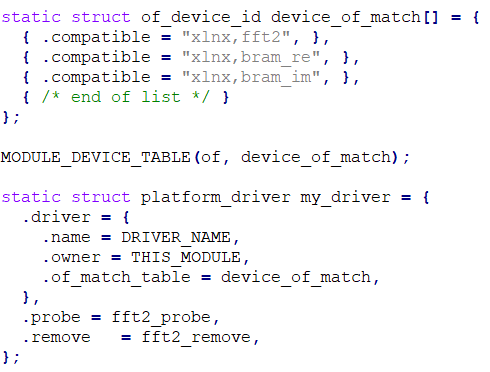 static struct of_device_id device_of_match[] = {
  { .compatible = "xlnx,fft2", },
  { .compatible = "xlnx,bram_re", },
  { .compatible = "xlnx,bram_im", },
  { /* end of list */ }
};

MODULE_DEVICE_TABLE(of, device_of_match);

static struct platform_driver my_driver = {
  .driver = {
    .name = DRIVER_NAME,
    .owner = THIS_MODULE,
    .of_match_table = device_of_match,
  },
  .probe = fft2_probe,
  .remove   = fft2_remove,
};